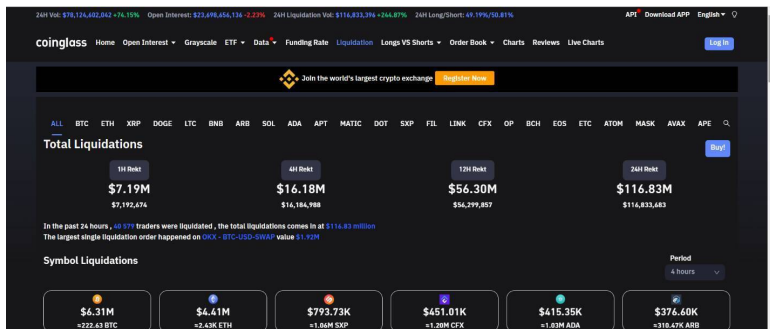 24H Vol: $78,124,602,042 +74.15% Open Interest: $23,698,654,136 -2.23% 24H Liquidation Vol: $116,833,396 +244.87% 24H Long/Short: 49.19%/50.81% API Download APP English
coinglass Home Open Interest Grayscale ETF Data Funding Rate Liquidation Longs VS Shorts Order Book Charts Reviews Live Charts Log in
Join the world's largest crypto exchange Register Now
ALL BTC ETH XRP DOGE LTC BNB ARB SOL ADA APT MATIC DOT SXP FIL LINK CFX OP BCH EOS ETC ATOM MASK AVAX APE
Total Liquidations Buy!
1H Rekt 4H Rekt 12H Rekt 24H Rekt
$7.19M $16.18M $56.30M $116.83M
$7,192,674 $16,184,988 $56,299,857 $116,833,683
In the past 24 hours , 40 579 traders were liquidated , the total liquidations comes in at $116.83 million
The largest single liquidation order happened on OKX - BTC-USD-SWAP value $1.92M
Symbol Liquidations Period
4 hours
$6.31M $4.41M $793.73K $451.01K $415.35K $376.60K
≈222.63 BTC ≈2.43K ETH ≈1.06M SXP ≈1.20M CFX ≈1.03M ADA ≈310.47K ARB